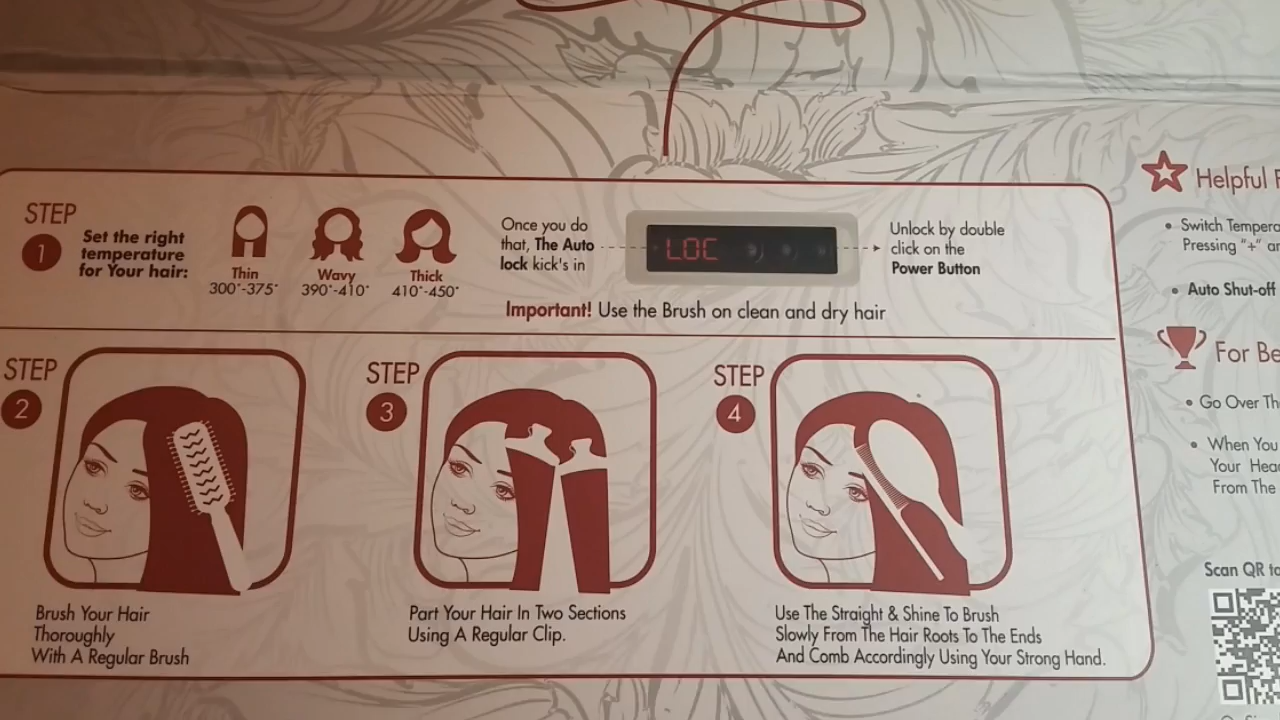 STEP
1
Set the right
temperature
for Your hair:
Thin
300°-375°
Wavy
390°-410°
Thick
410°-450°
Once you do
that, The Auto
lock kick's in
LOC
Unlock by double
click on the
Power Button
Important! Use the Brush on clean and dry hair
STEP
2
Brush Your Hair
Thoroughly
With A Regular Brush
STEP
3
Part Your Hair In Two Sections
Using A Regular Clip.
STEP
4
Use The Straight & Shine To Brush
Slowly From The Hair Roots To The Ends
And Comb Accordingly Using Your Strong Hand.
Helpful
Switch
Pressing "+"
Auto Shut-off
For
Go Over
When You
Your
From The
Scan QR to